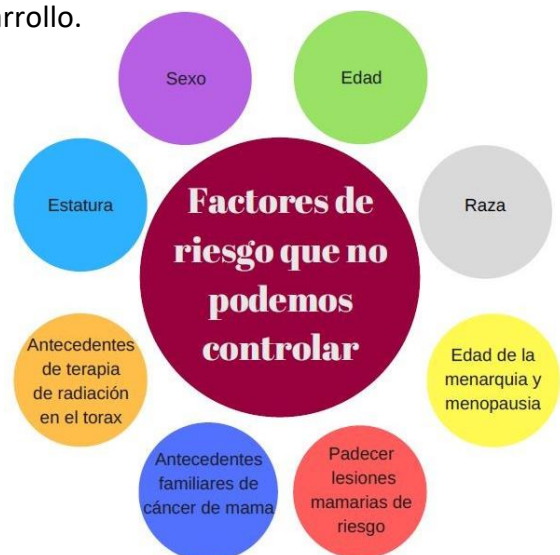 arrollo.
Sexo
Edad
Estatura
Factores de
riesgo que no
podemos
controlar
Raza
Antecedentes
de terapia
de radiación
en el torax
Edad de la
menarquia y
menopausia
Antecedentes
familiares de
cáncer de mama
Padecer
lesiones
mamarias de
riesgo